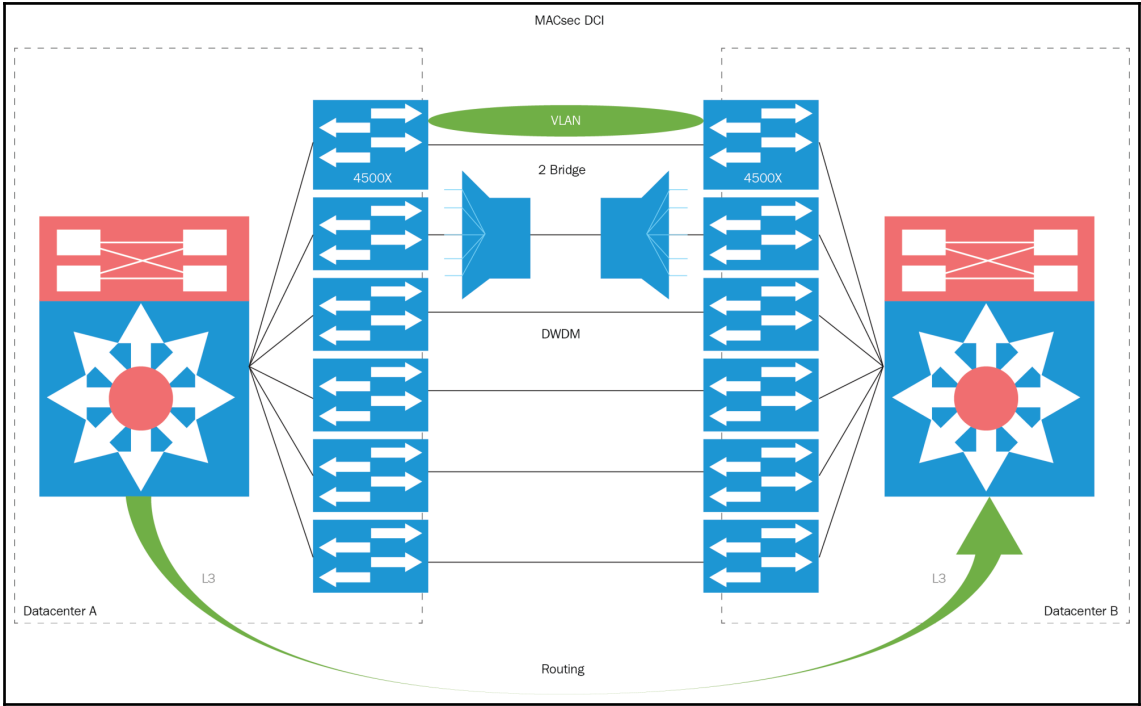 MACsec DCI
VLAN
4500X
2 Bridge
4500X
DWDM
L3
L3
Datacenter A
Datacenter B
Routing